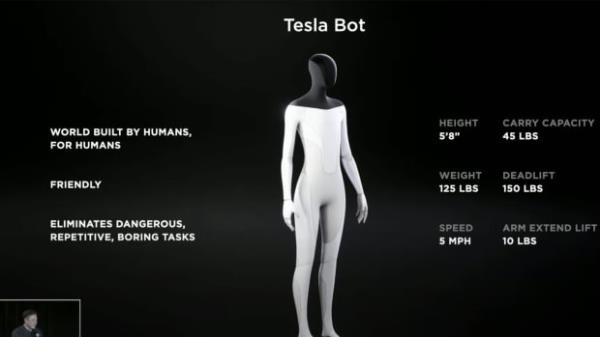 Tesla Bot
WORLD BUILT BY HUMANS,
FOR HUMANS
FRIENDLY
ELIMINATES DANGEROUS,
REPETITIVE, BORING TASKS
HEIGHT
5'8"
CARRY CAPACITY
45 LBS
WEIGHT
125 LBS
DEADLIFT
150 LBS
SPEED
5 MPH
ARM EXTEND LIFT
10 LBS